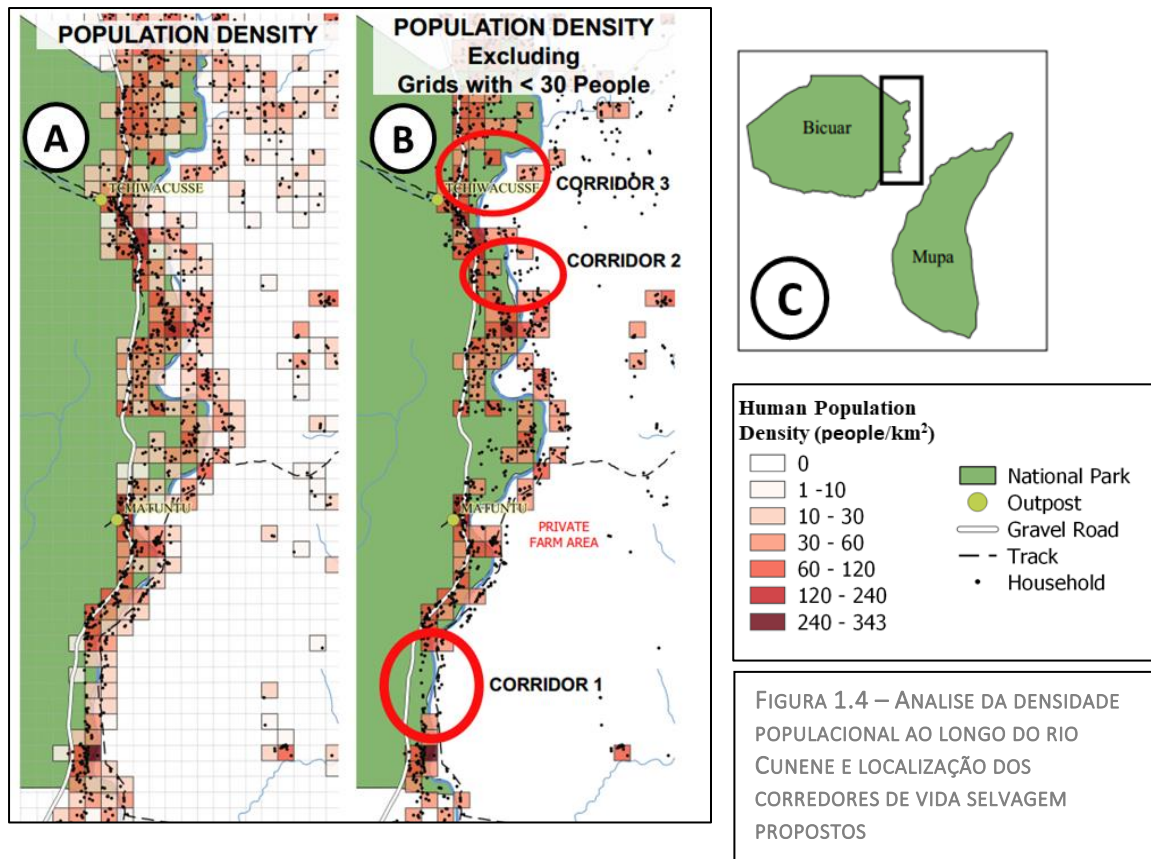 POPULATION DENSITY
A
TCHIWACUSSE
MATUNTU
POPULATION DENSITY
Excluding
Grids with < 30 People
B
CORRIDOR 3
TCHIWACUSSE
CORRIDOR 2
MATUNTU
PRIVATE
FARM AREA
CORRIDOR 1
Bicuar
Mupa
C
Human Population
Density (people/km²)
0
1 -10
10 - 30
30 - 60
60 - 120
120 - 240
240 - 343
National Park
Outpost
Gravel Road
Track
Household
FIGURA 1.4 – ANALISE DA DENSIDADE
POPULACIONAL AO LONGO DO RIO
CUNENE E LOCALIZAÇÃO DOS
CORREDORES DE VIDA SELVAGEM
PROPOSTOS